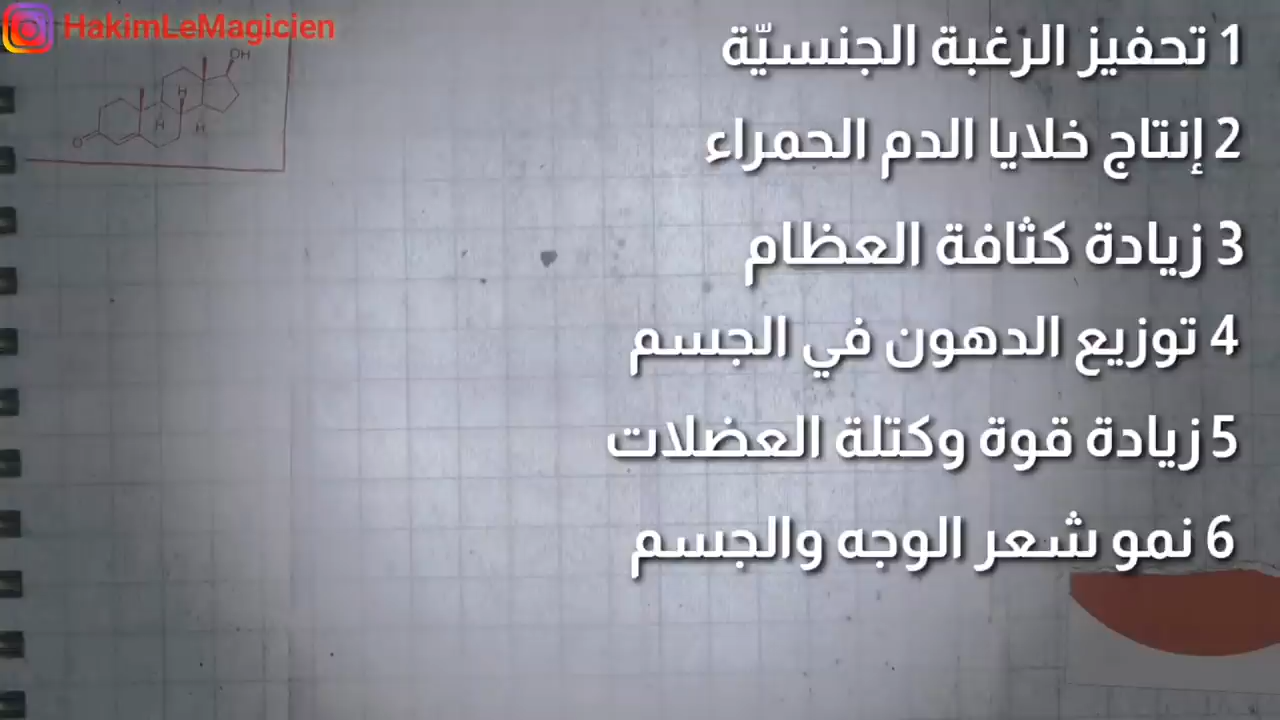 HakimLeMagicien
OH
H
H
H
O
1 تحفيز الرغبة الجنسيّة
2 إنتاج خلايا الدم الحمراء
3 زيادة كثافة العظام
4 توزيع الدهون في الجسم
5 زيادة قوة وكتلة العضلات
6 نمو شعر الوجه والجسم